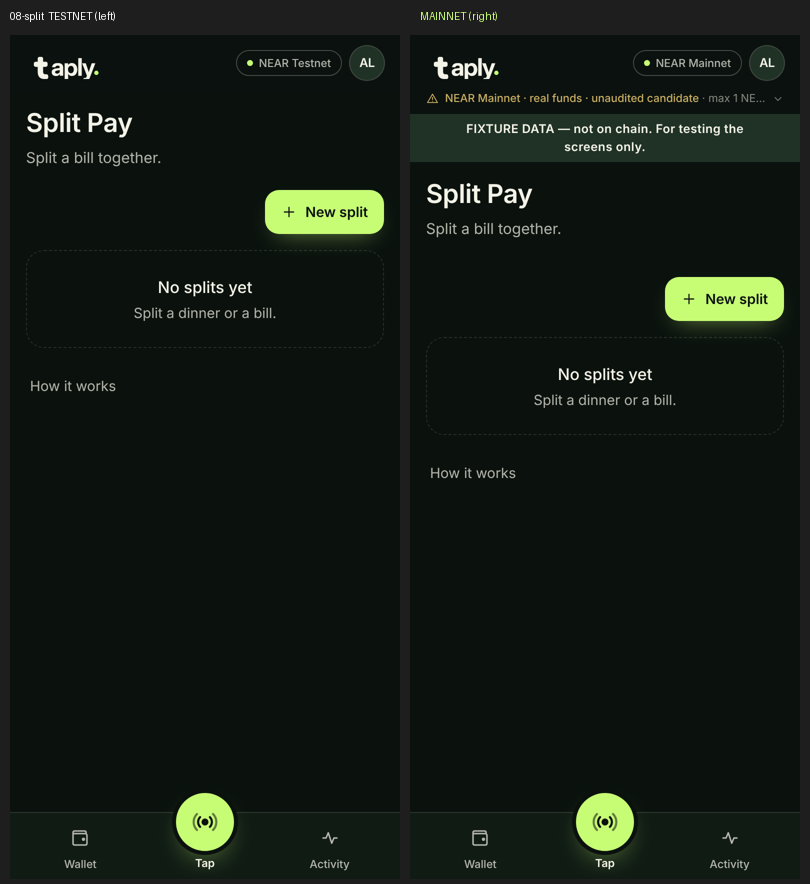 08-split TESTNET (left)
taply.
NEAR Testnet
AL
Split Pay
Split a bill together.
+ New split
No splits yet
Split a dinner or a bill.
How it works
Wallet
Tap
Activity
MAINNET (right)
taply.
NEAR Mainnet
AL
NEAR Mainnet · real funds · unaudited candidate · max 1 NE...
FIXTURE DATA — not on chain. For testing the
screens only.
Split Pay
Split a bill together.
+ New split
No splits yet
Split a dinner or a bill.
How it works
Wallet
Tap
Activity